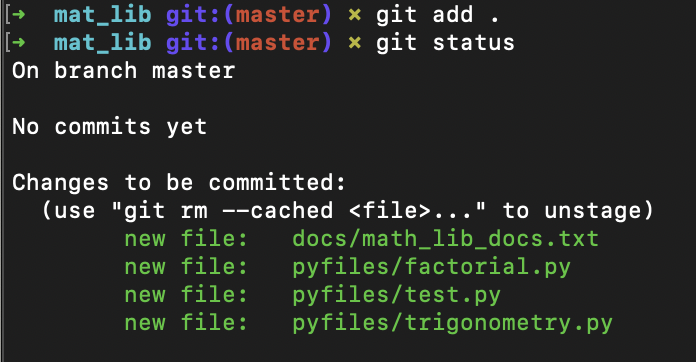 [➜  mat_lib git:(master) ✗ git add .
[➜  mat_lib git:(master) ✗ git status
On branch master
No commits yet
Changes to be committed:
  (use "git rm --cached <file>..." to unstage)
        new file:   docs/math_lib_docs.txt
        new file:   pyfiles/factorial.py
        new file:   pyfiles/test.py
        new file:   pyfiles/trigonometry.py